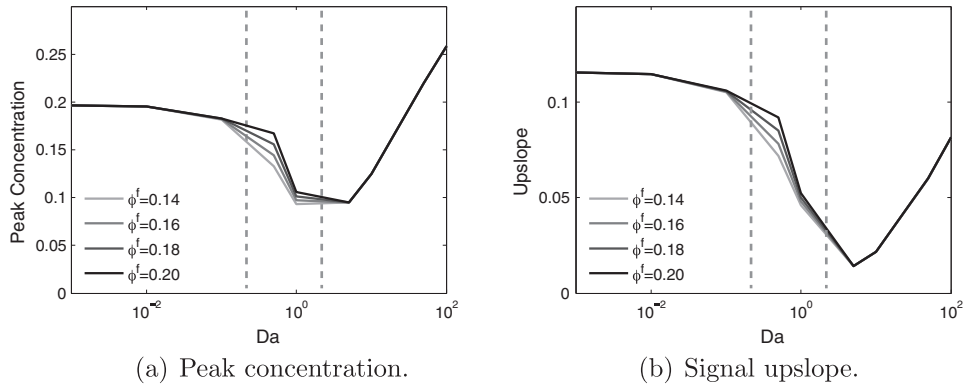 0.25
0.2
0.15
0.1
0.05
0
Peak Concentration
ϕᶠ=0.14
ϕᶠ=0.16
ϕᶠ=0.18
ϕᶠ=0.20
10⁻² 10⁰ 10²
Da
(a) Peak concentration.
0.1
0.05
0
Upslope
ϕᶠ=0.14
ϕᶠ=0.16
ϕᶠ=0.18
ϕᶠ=0.20
10⁻² 10⁰ 10²
Da
(b) Signal upslope.